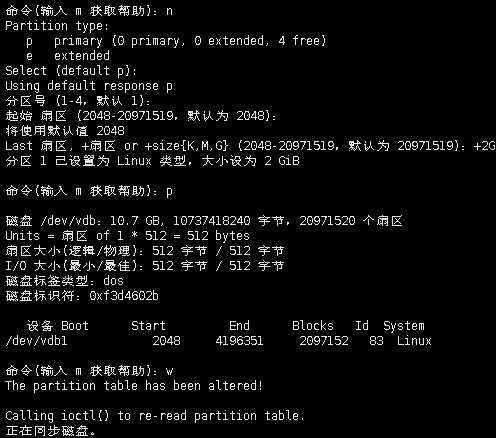 命令(输入 m 获取帮助)：n
Partition type:
   p   primary (0 primary, 0 extended, 4 free)
   e   extended
Select (default p):
Using default response p
分区号 (1-4，默认 1)：
起始 扇区 (2048-20971519，默认为 2048)：
将使用默认值 2048
Last 扇区, +扇区 or +size{K,M,G} (2048-20971519，默认为 20971519)：+2G
分区 1 已设置为 Linux 类型，大小设为 2 GiB
命令(输入 m 获取帮助)：p
磁盘 /dev/vdb：10.7 GB, 10737418240 字节，20971520 个扇区
Units = 扇区 of 1 * 512 = 512 bytes
扇区大小(逻辑/物理)：512 字节 / 512 字节
I/O 大小(最小/最佳)：512 字节 / 512 字节
磁盘标签类型：dos
磁盘标识符：0xf3d4602b
   设备 Boot      Start         End      Blocks   Id  System
/dev/vdb1            2048     4196351     2097152   83  Linux
命令(输入 m 获取帮助)：w
The partition table has been altered!
Calling ioctl() to re-read partition table.
正在同步磁盘。